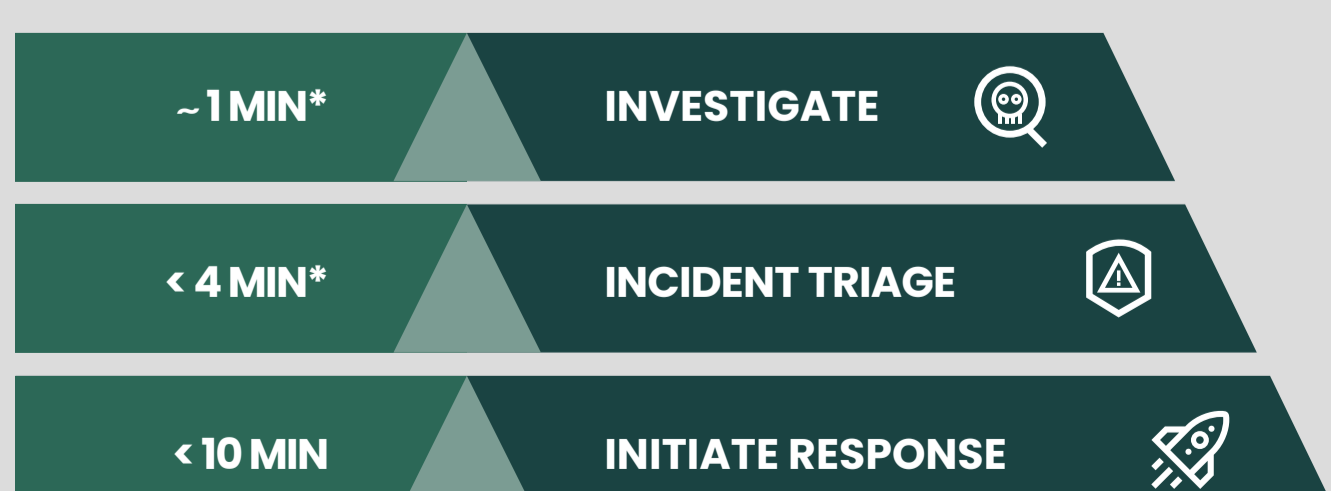 ~ 1 MIN* INVESTIGATE
< 4 MIN* INCIDENT TRIAGE
< 10 MIN INITIATE RESPONSE